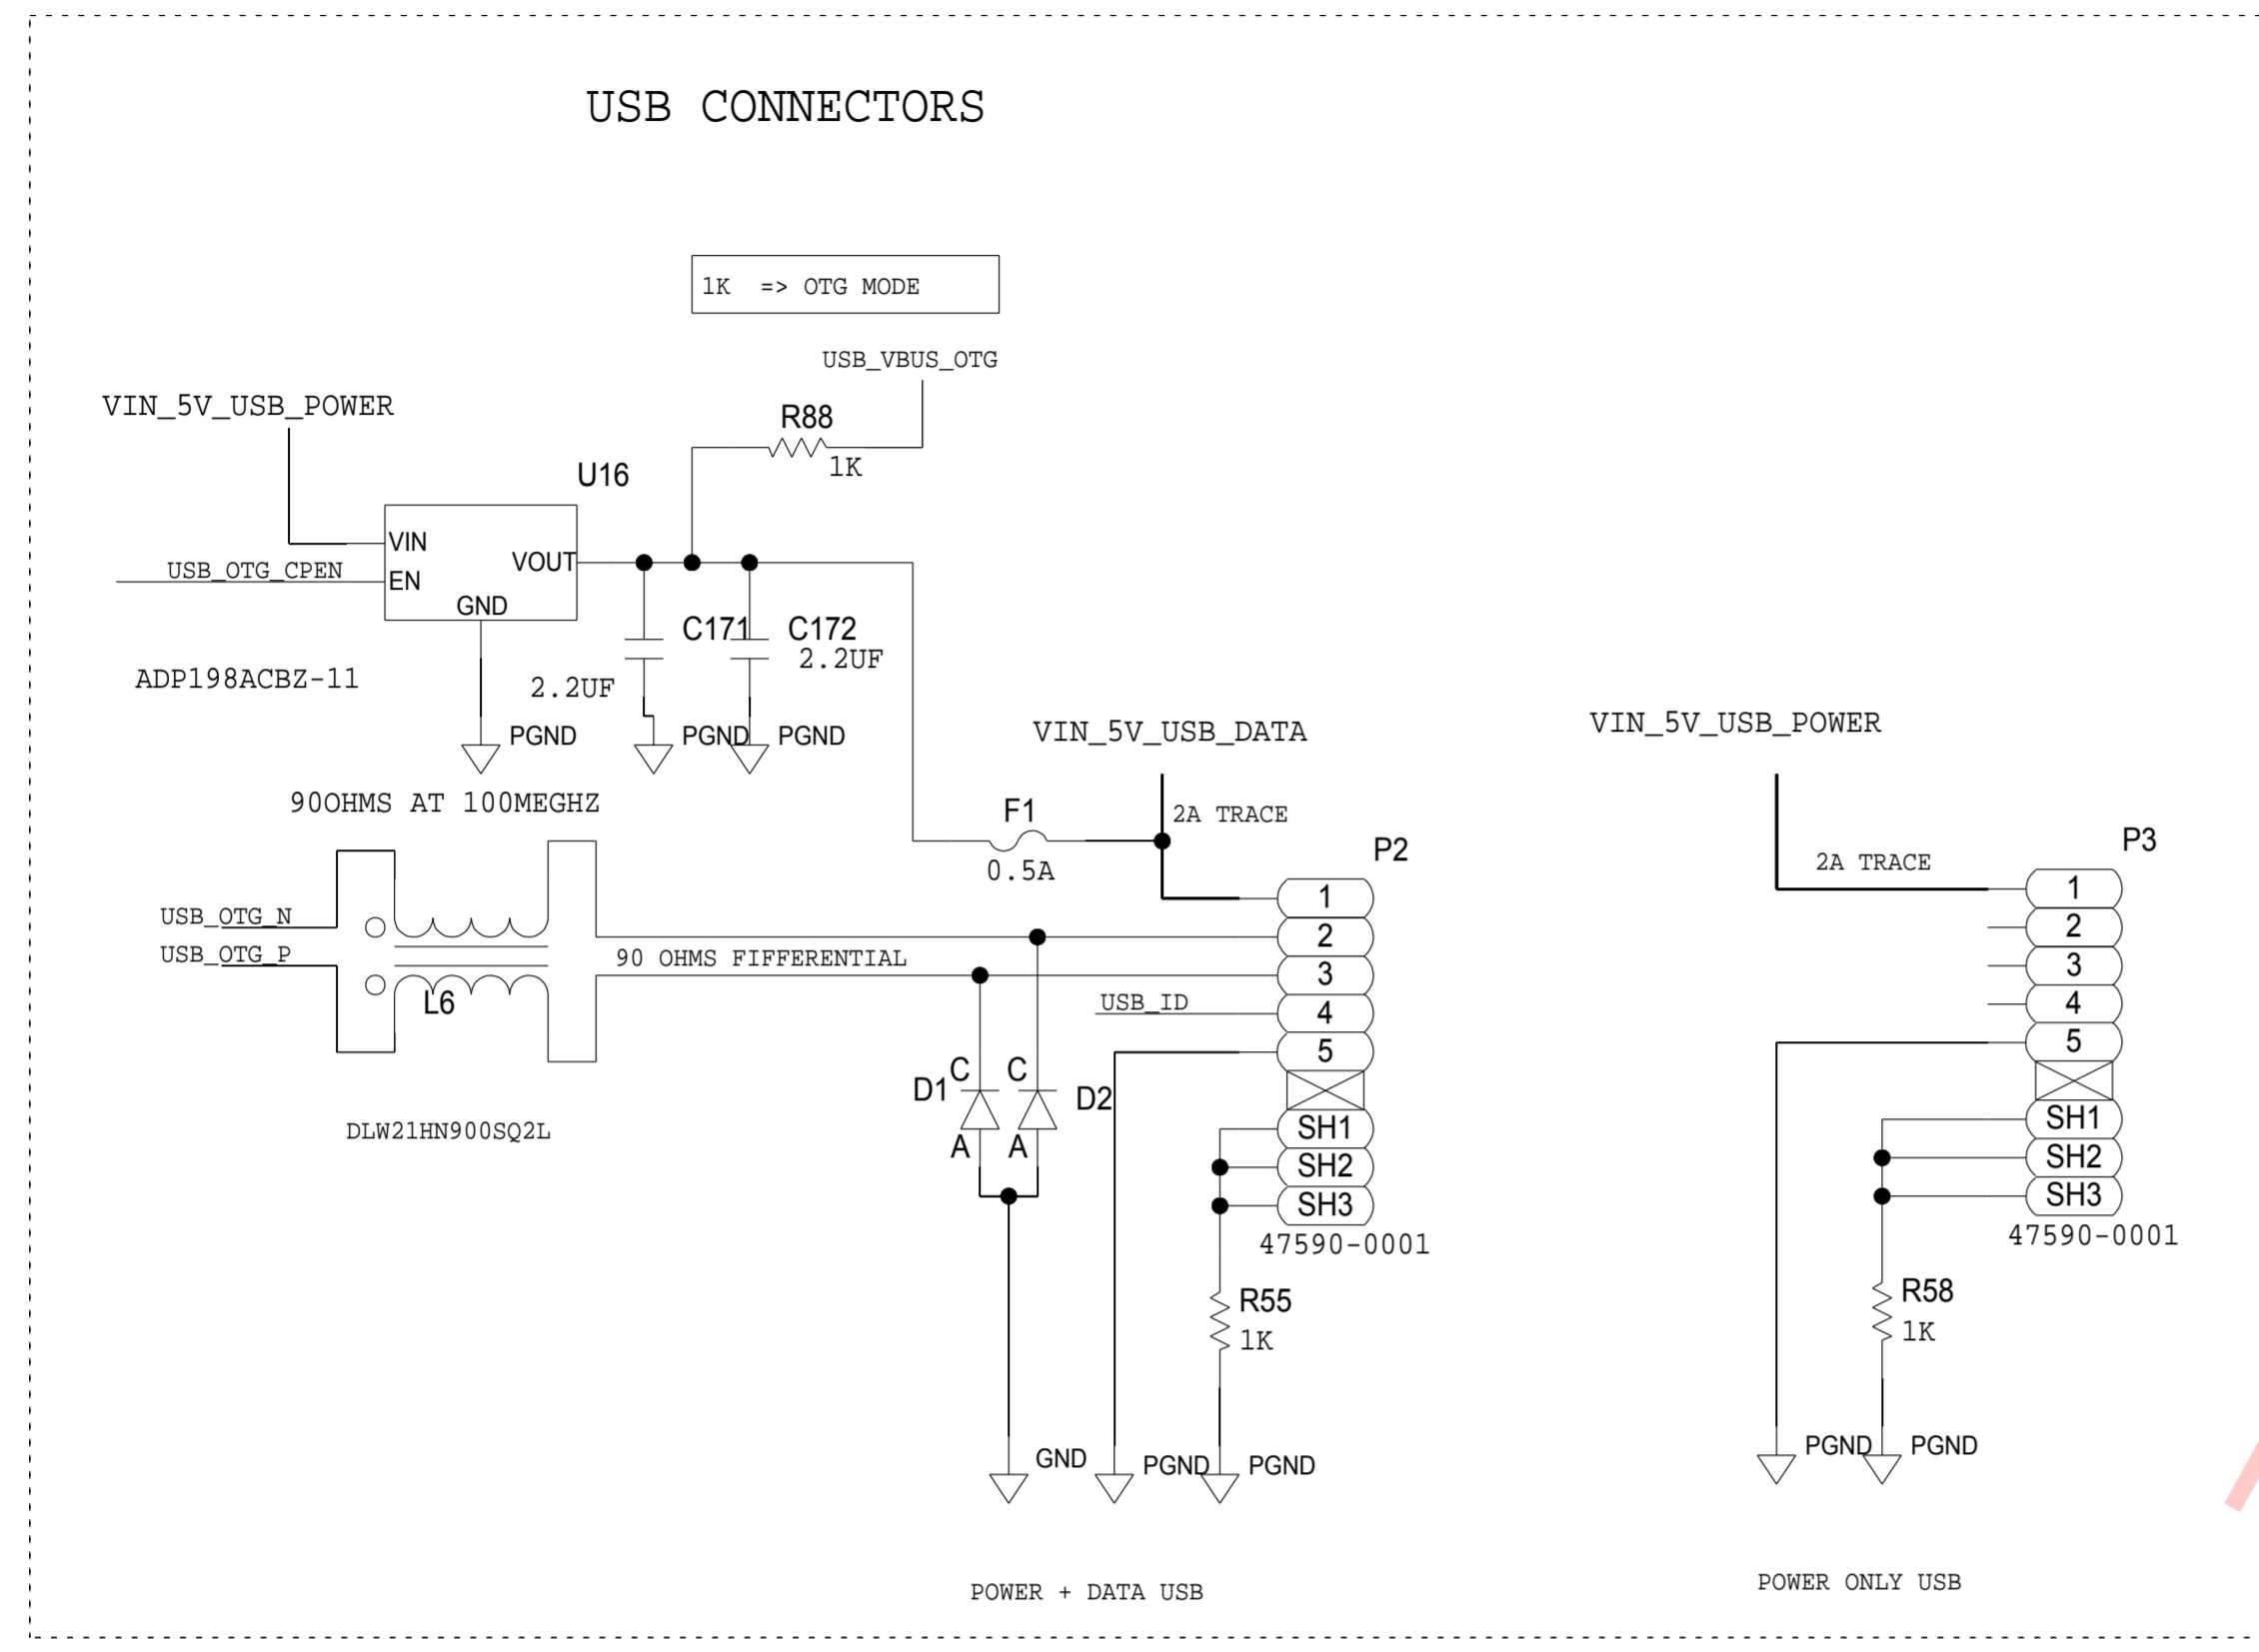 USB CONNECTORS
1K => OTG MODE
USB_VBUS_OTG
VIN_5V_USB_POWER
R88
1K
U16
VIN
VOUT
USB_OTG_CPEN
EN
GND
C171
C172
2.2UF
ADP198ACBZ-11
2.2UF
PGND
PGND
PGND
VIN_5V_USB_DATA
VIN_5V_USB_POWER
90OHMS AT 100MEGHZ
F1
2A TRACE
0.5A
P2
P3
2A TRACE
1
1
USB_OTG_N
2
2
USB_OTG_P
90 OHMS FIFFERENTIAL
3
3
L6
USB_ID
4
4
5
5
D1
C
C
D2
DLW21HN900SQ2L
A
A
SH1
SH1
SH2
SH2
SH3
SH3
47590-0001
47590-0001
R55
1K
R58
1K
GND
PGND
PGND
PGND
PGND
POWER + DATA USB
POWER ONLY USB